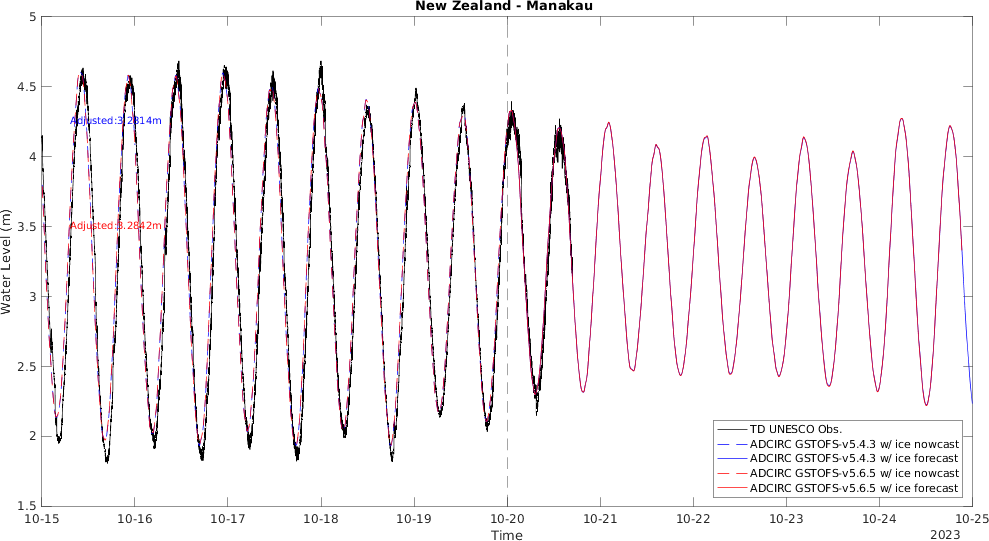 New Zealand - Manakau
5
4.5
4
3.5
3
2.5
2
1.5
Water Level (m)
Adjusted:3.2814m
Adjusted:3.2842m
TD UNESCO Obs.
ADCIRC GSTOFS-v5.4.3 w/ ice nowcast
ADCIRC GSTOFS-v5.4.3 w/ ice forecast
ADCIRC GSTOFS-v5.6.5 w/ ice nowcast
ADCIRC GSTOFS-v5.6.5 w/ ice forecast
10-15 10-16 10-17 10-18 10-19 10-20 10-21 10-22 10-23 10-24 10-25
Time
2023